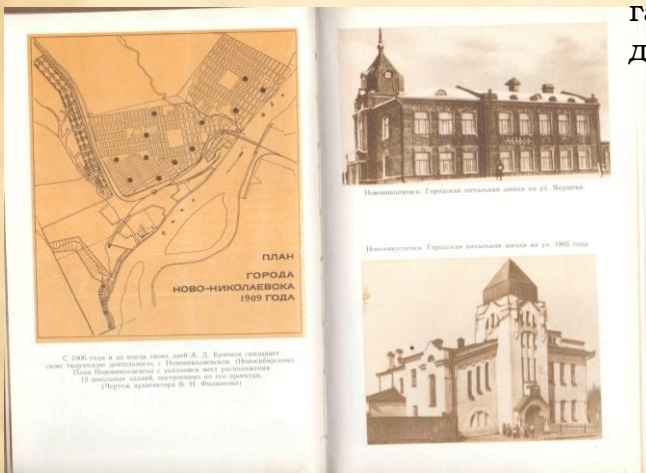 ПЛАН
ГОРОДА
НОВО-НИКОЛАЕВСКА
1909 ГОДА
С 1906 года и до конца своих дней А. Д. Крячков связывает
свою творческую деятельность с Новониколаевском (Новосибирском)
План Новониколаевска с указанием мест расположения
12 школьных зданий, построенных по его проектам.
(Чертеж архитектора В. Н.
Новониколаевск. Городская начальная школа на ул. Якушева
Новониколаевск. Городская начальная школа на ул. 1905 года
га
д